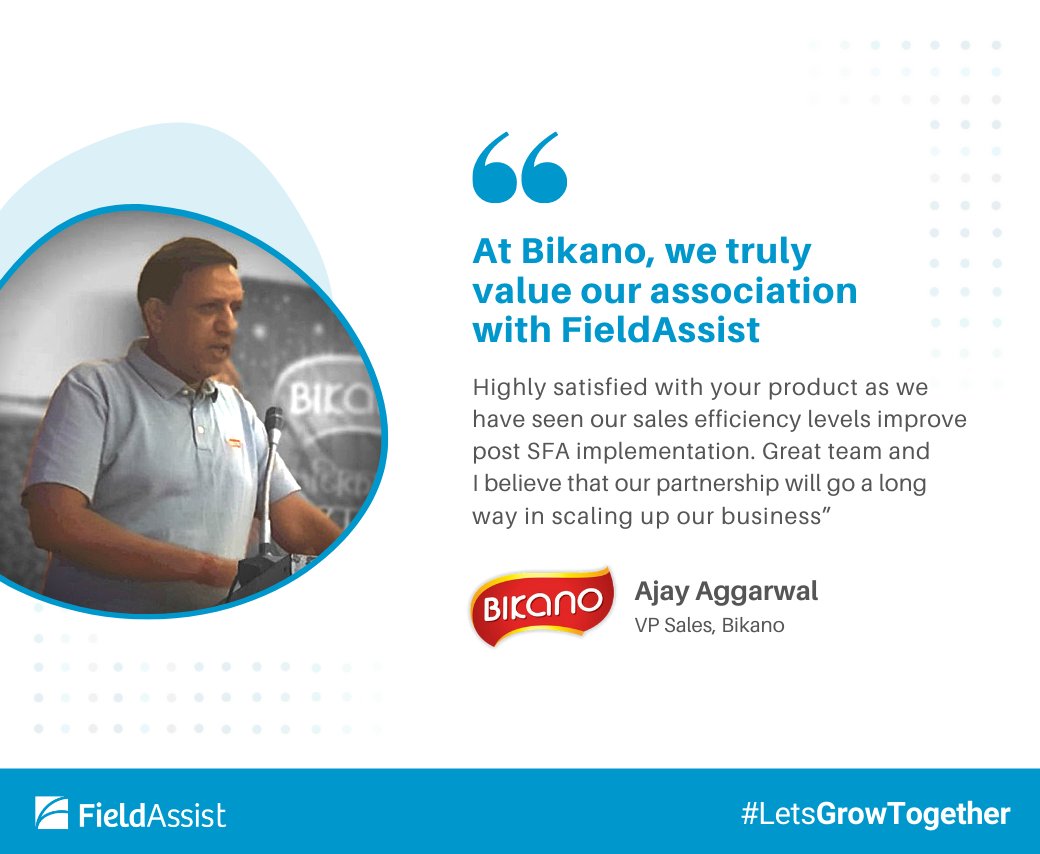 At Bikano, we truly
value our association
with FieldAssist
Highly satisfied with your product as we
have seen our sales efficiency levels improve
post SFA implementation. Great team and
I believe that our partnership will go a long
way in scaling up our business”
BIKANO
Ajay Aggarwal
VP Sales, Bikano
FieldAssist
#LetsGrowTogether